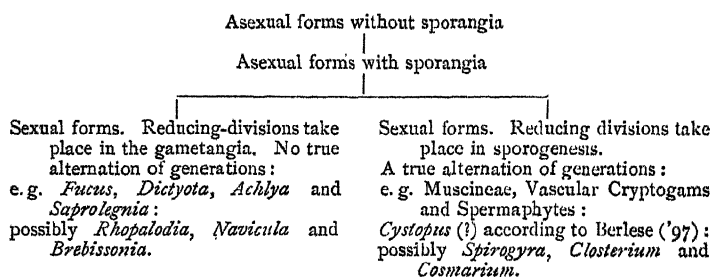 Asexual forms without sporangia
Asexual forms with sporangia
Sexual forms. Reducing-divisions take
place in the gametangia. No true
alternation of generations :
e. g. Fucus, Dictyota, Achlya and
Saprolegnia :
possibly Rhopalodia, Navicula and
Brebissonia.
Sexual forms. Reducing divisions take
place in sporogenesis.
A true alternation of generations :
e. g. Muscineae, Vascular Cryptogams
and Spermaphytes :
Cystopus (?) according to Berlese ('97) :
possibly Spirogyra, Closterium and
Cosmarium.